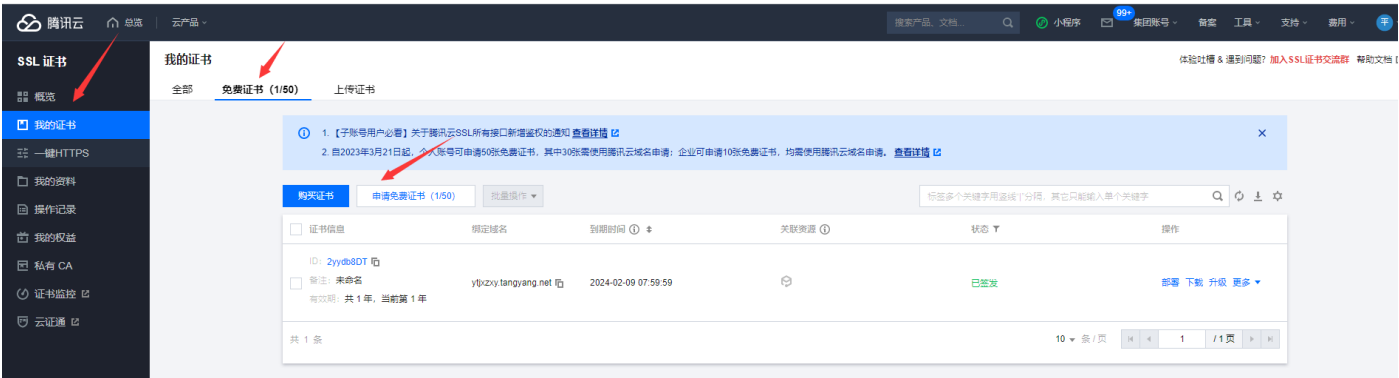 腾讯云 总览 云产品 搜索产品、文档... 小程序 99+ 集团账号 备案 工具 支持 费用 平
SSL 证书
概览
我的证书
一键HTTPS
我的资料
操作记录
我的权益
私有 CA
证书监控
云证通
我的证书 体验吐槽 & 遇到问题? 加入SSL证书交流群 帮助文档
全部 免费证书 (1/50) 上传证书
1. 【子账号用户必看】关于腾讯云SSL所有接口新增鉴权的通知 查看详情
2. 自2023年3月21日起，个人账号可申请50张免费证书，其中30张需使用腾讯云域名申请；企业可申请10张免费证书，均需使用腾讯云域名申请。 查看详情
购买证书 申请免费证书 (1/50) 批量操作 标签多个关键字用竖线"|"分隔，其它只能输入单个关键字
证书信息 绑定域名 到期时间 关联资源 状态 操作
ID: 2yydb8DT
备注: 未命名
有效期: 共 1 年，当前第 1 年
ytjxzxy.tangyang.net 2024-02-09 07:59:59 已签发 部署 下载 升级 更多
共 1 条 10 条 / 页 1 / 1 页